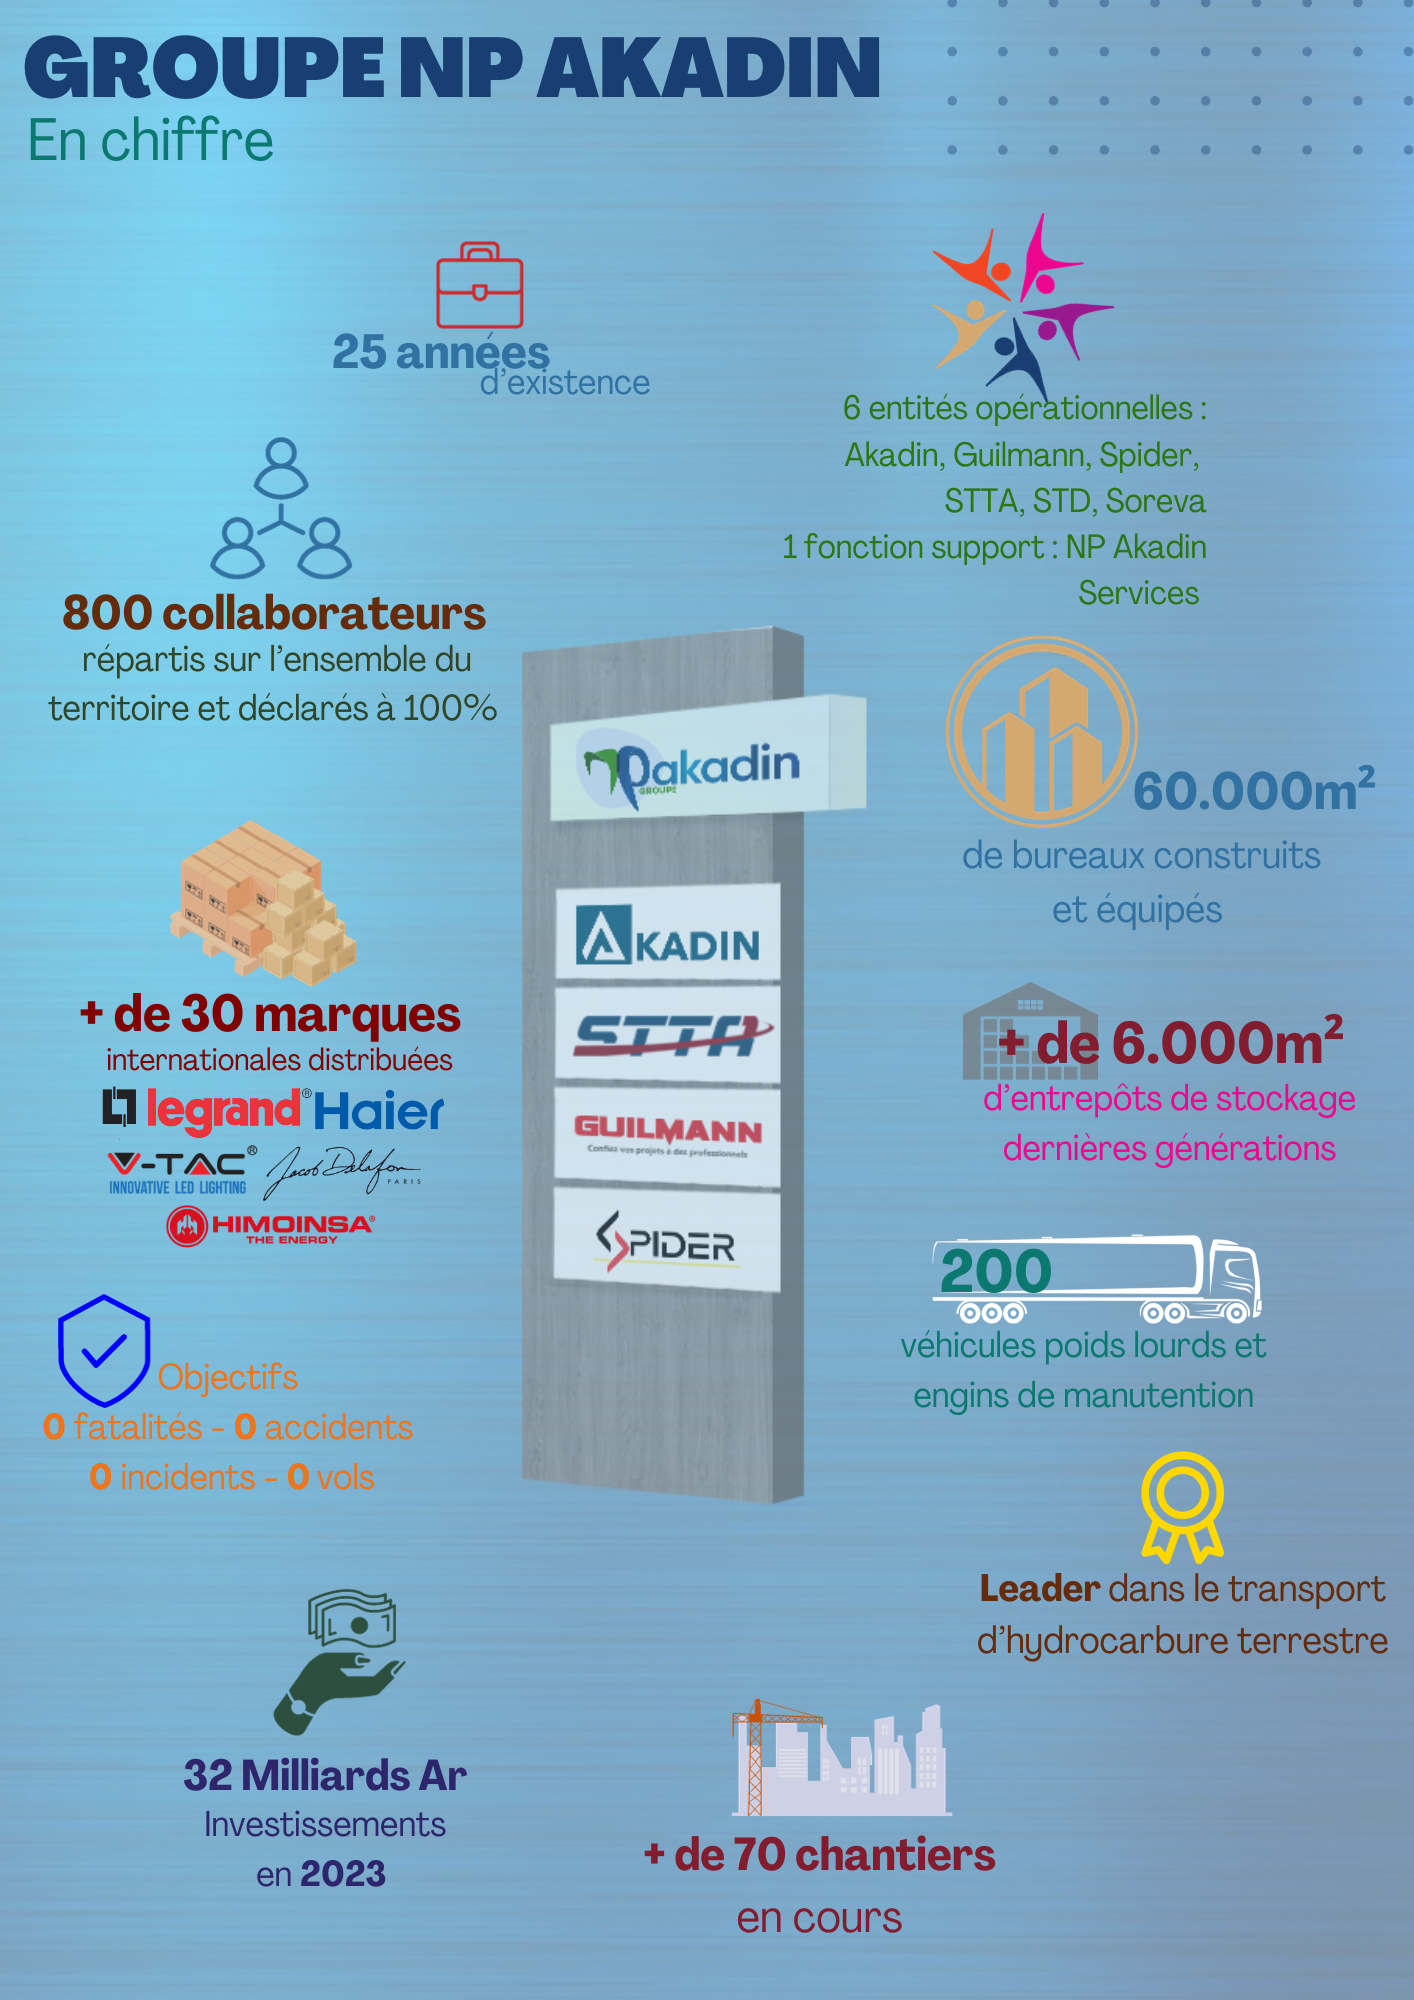 GROUPE NP AKADIN
En chiffre
25 années
d'existence
6 entités opérationnelles :
Akadin, Guilmann, Spider,
STTA, STD, Soreva
1 fonction support : NP Akadin
Services
800 collaborateurs
répartis sur l'ensemble du
territoire et déclarés à 100%
npakadin
GROUPE
60.000m²
de bureaux construits
et équipés
AKADIN
STTA
GUILMANN
Confiez vos projets à des professionnels
SPIDER
+ de 30 marques
internationales distribuées
legrand® Haier
V-TAC® Jacob Delafon
INNOVATIVE LED LIGHTING PARIS
HIMOINSA®
THE ENERGY
+ de 6.000m²
d'entrepôts de stockage
dernières générations
200
véhicules poids lourds et
engins de manutention
Objectifs
0 fatalités - 0 accidents
0 incidents - 0 vols
Leader dans le transport
d'hydrocarbure terrestre
32 Milliards Ar
Investissements
en 2023
+ de 70 chantiers
en cours